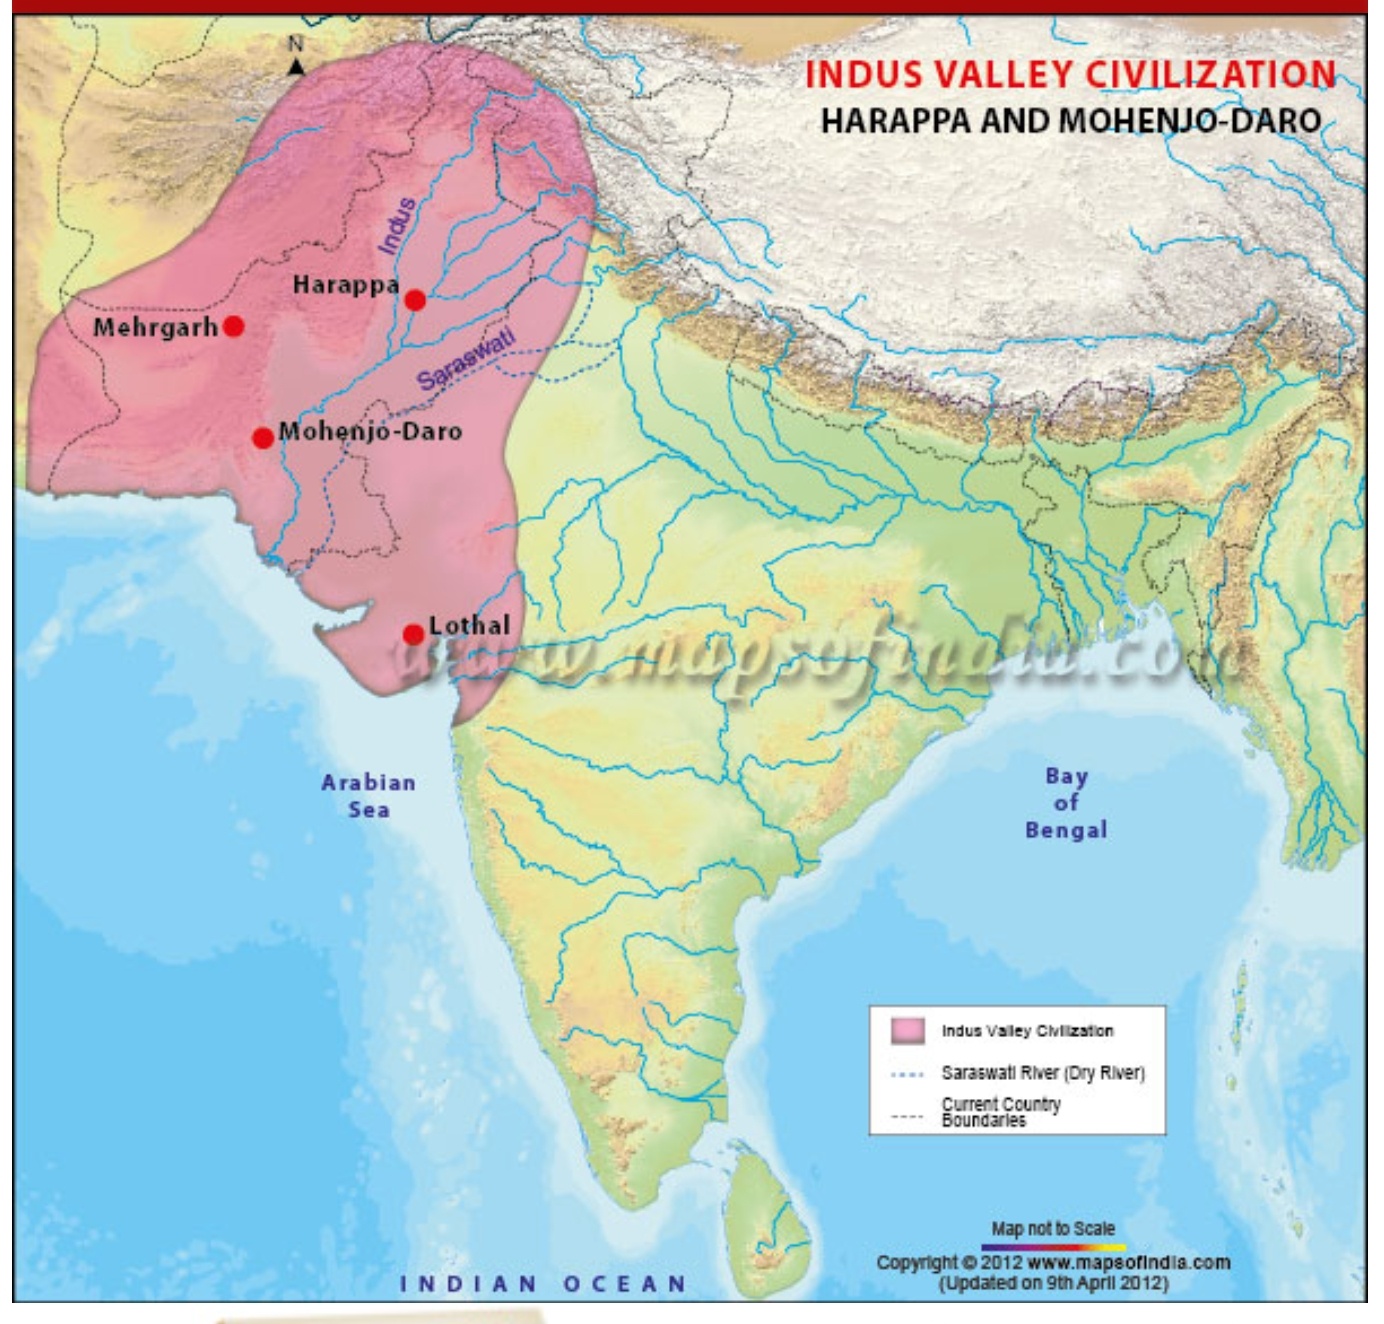 INDUS VALLEY CIVILIZATION
HARAPPA AND MOHENJO-DARO
N
Indus
Harappa
Mehrgarh
Saraswati
Mohenjo-Daro
Lothal
www.mapsofindia.com
Arabian
Sea
Bay
of
Bengal
Indus Valley Civilization
Saraswati River (Dry River)
Current Country
Boundaries
Map not to Scale
Copyright © 2012 www.mapsofindia.com
(Updated on 9th April 2012)
INDIAN OCEAN